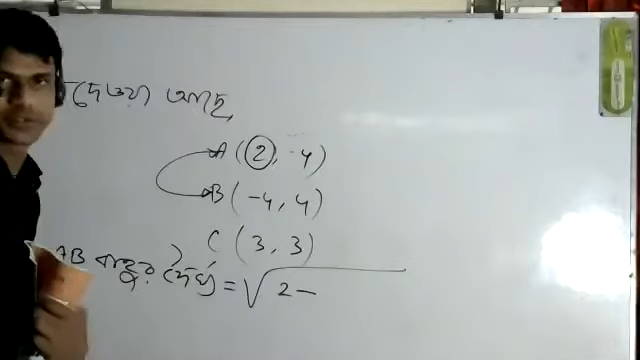 দেওয়া আছে,
A (2, -4)
B (-4, 4)
C (3, 3)
AB বাহুর দৈর্ঘ্য = √2 –